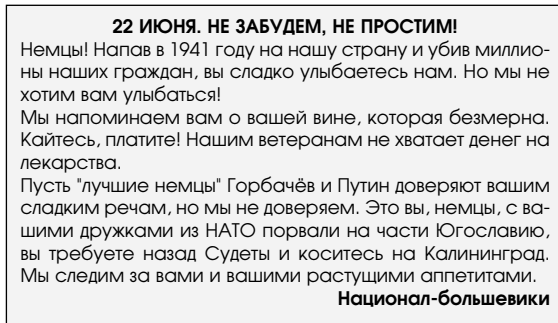 22 ИЮНЯ. НЕ ЗАБУДЕМ, НЕ ПРОСТИМ!
Немцы! Напав в 1941 году на нашу страну и убив миллио-
ны наших граждан, вы сладко улыбаетесь нам. Но мы не
хотим вам улыбаться!
Мы напоминаем вам о вашей вине, которая безмерна.
Кайтесь, платите! Нашим ветеранам не хватает денег на
лекарства.
Пусть "лучшие немцы" Горбачёв и Путин доверяют вашим
сладким речам, но мы не доверяем. Это вы, немцы, с ва-
шими дружками из НАТО порвали на части Югославию,
вы требуете назад Судеты и коситесь на Калининград.
Мы следим за вами и вашими растущими аппетитами.
Национал-большевики